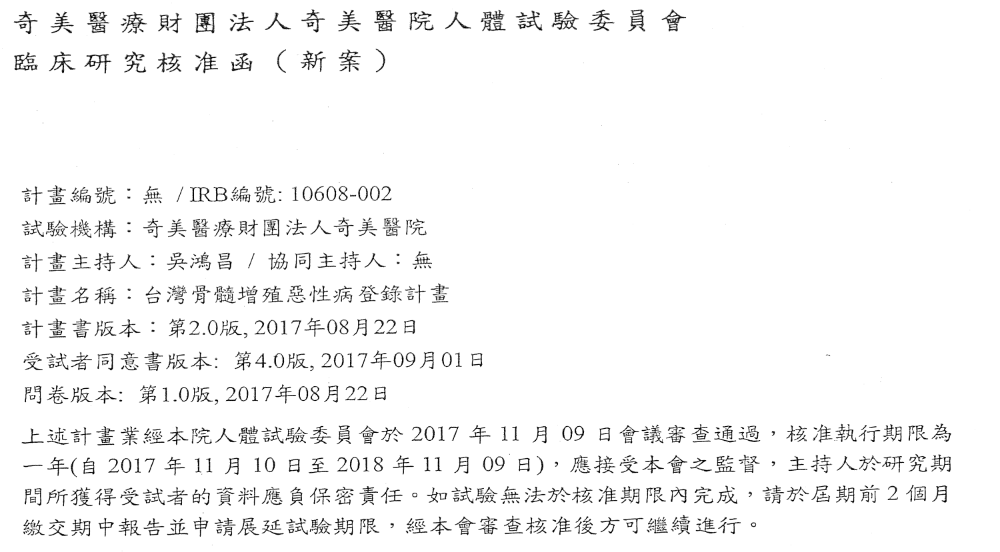 奇美醫療財團法人奇美醫院人體試驗委員會
臨床研究核准函（新案）
計畫編號：無 / IRB編號: 10608-002
試驗機構：奇美醫療財團法人奇美醫院
計畫主持人：吳鴻昌 / 協同主持人：無
計畫名稱：台灣骨髓增殖惡性病登錄計畫
計畫書版本：第2.0版, 2017年08月22日
受試者同意書版本: 第4.0版, 2017年09月01日
問卷版本: 第1.0版, 2017年08月22日
上述計畫業經本院人體試驗委員會於 2017 年 11 月 09 日會議審查通過，核准執行期限為
一年(自 2017 年 11 月 10 日至 2018 年 11 月 09 日)，應接受本會之監督，主持人於研究期
間所獲得受試者的資料應負保密責任。如試驗無法於核准期限內完成，請於屆期前 2 個月
繳交期中報告並申請展延試驗期限，經本會審查核准後方可繼續進行。